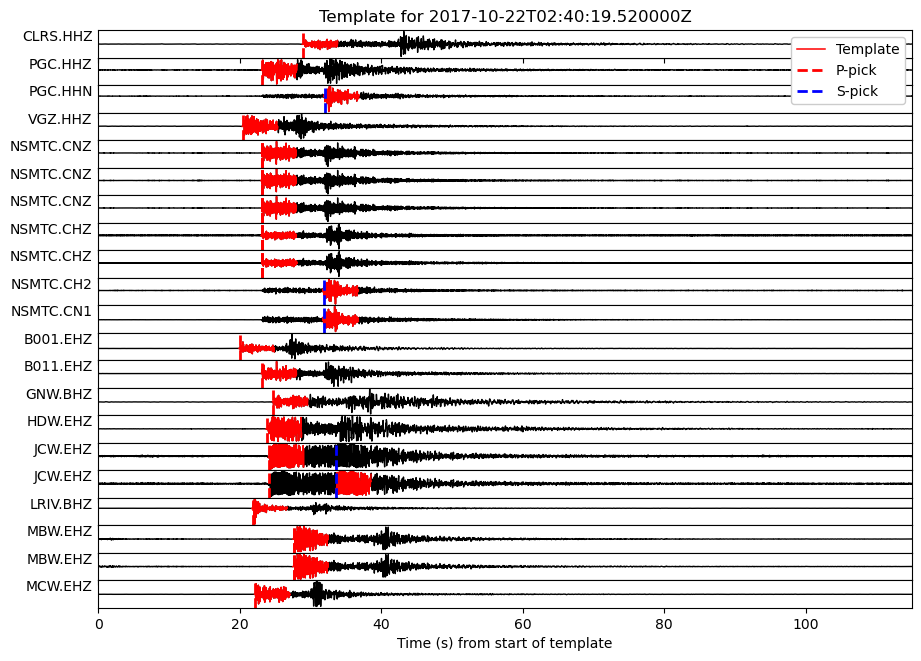 Template for 2017-10-22T02:40:19.520000Z
CLRS.HHZ
PGC.HHZ
PGC.HHN
VGZ.HHZ
NSMTC.CNZ
NSMTC.CNZ
NSMTC.CNZ
NSMTC.CHZ
NSMTC.CHZ
NSMTC.CH2
NSMTC.CN1
B001.EHZ
B011.EHZ
GNW.BHZ
HDW.EHZ
JCW.EHZ
JCW.EHZ
LRIV.BHZ
MBW.EHZ
MBW.EHZ
MCW.EHZ
Template
P-pick
S-pick
0 20 40 60 80 100
Time (s) from start of template